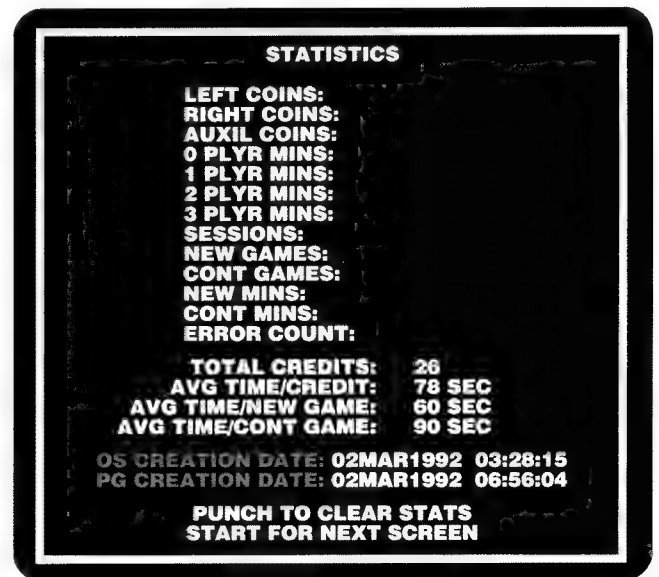 STATISTICS
LEFT COINS:
RIGHT COINS:
AUXIL COINS:
0 PLYR MINS:
1 PLYR MINS:
2 PLYR MINS:
3 PLYR MINS:
SESSIONS:
NEW GAMES:
CONT GAMES:
NEW MINS:
CONT MINS:
ERROR COUNT:
TOTAL CREDITS: 26
AVG TIME/CREDIT: 78 SEC
AVG TIME/NEW GAME: 60 SEC
AVG TIME/CONT GAME: 90 SEC
OS CREATION DATE: 02MAR1992 03:28:15
PG CREATION DATE: 02MAR1992 06:56:04
PUNCH TO CLEAR STATS
START FOR NEXT SCREEN